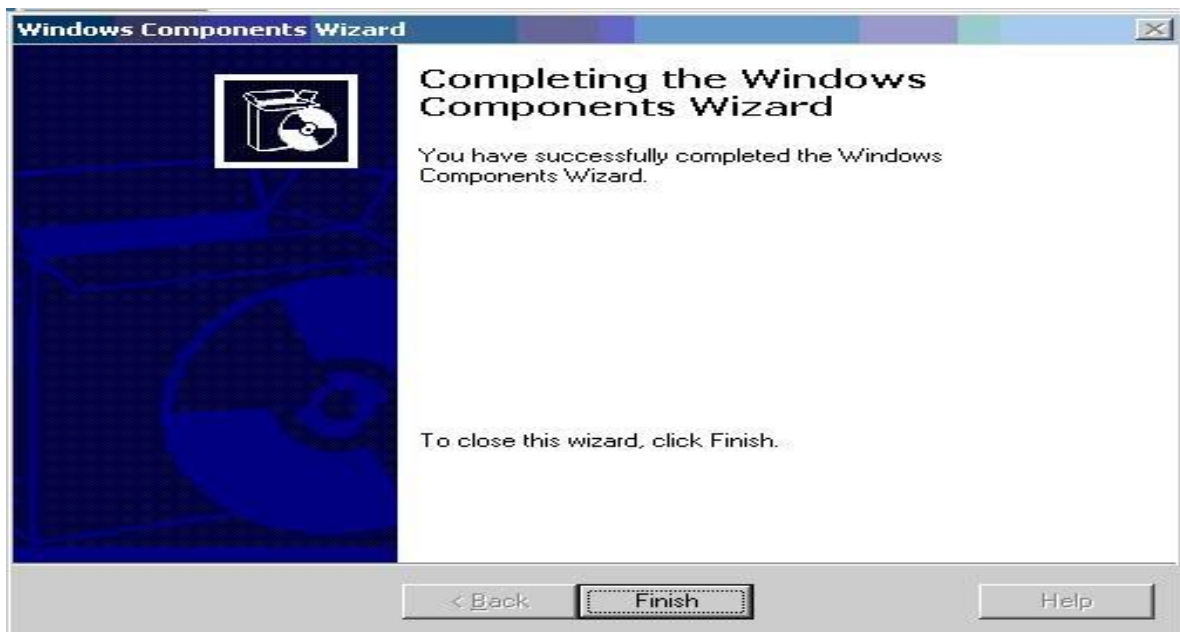 Windows Components Wizard
Completing the Windows
Components Wizard
You have successfully completed the Windows
Components Wizard.
To close this wizard, click Finish.
< Back
Finish
Help